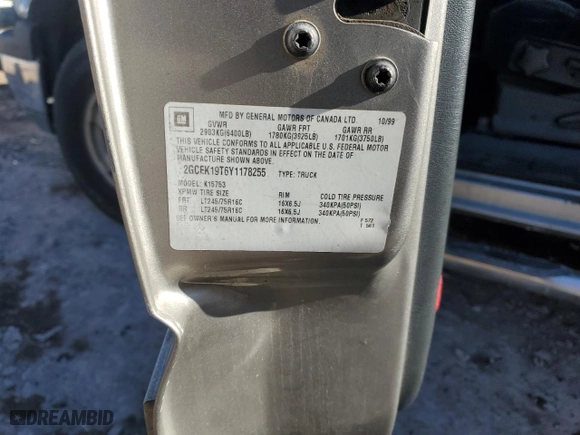 GM
MFD BY GENERAL MOTORS OF CANADA LTD. 10/99
GVWR GAWR FRT GAWR RR
2903KG(6400LB) 1780KG(3925LB) 1701KG(3750LB)
THIS VEHICLE CONFORMS TO ALL APPLICABLE U.S. FEDERAL MOTOR
VEHICLE SAFETY STANDARDS IN EFFECT ON THE DATE OF
MANUFACTURE SHOWN ABOVE.
2GCEK19T6Y1178255 TYPE: TRUCK
MODEL: K15753
XPMW TIRE SIZE RIM COLD TIRE PRESSURE
FRT LT245/75R16C 16X6.5J 340KPA(50PSI)
RR LT245/75R16C 16X6.5J 340KPA(50PSI)
SEE OWNER'S MANUAL FOR MORE INFORMATION. F 572
DREAMBID